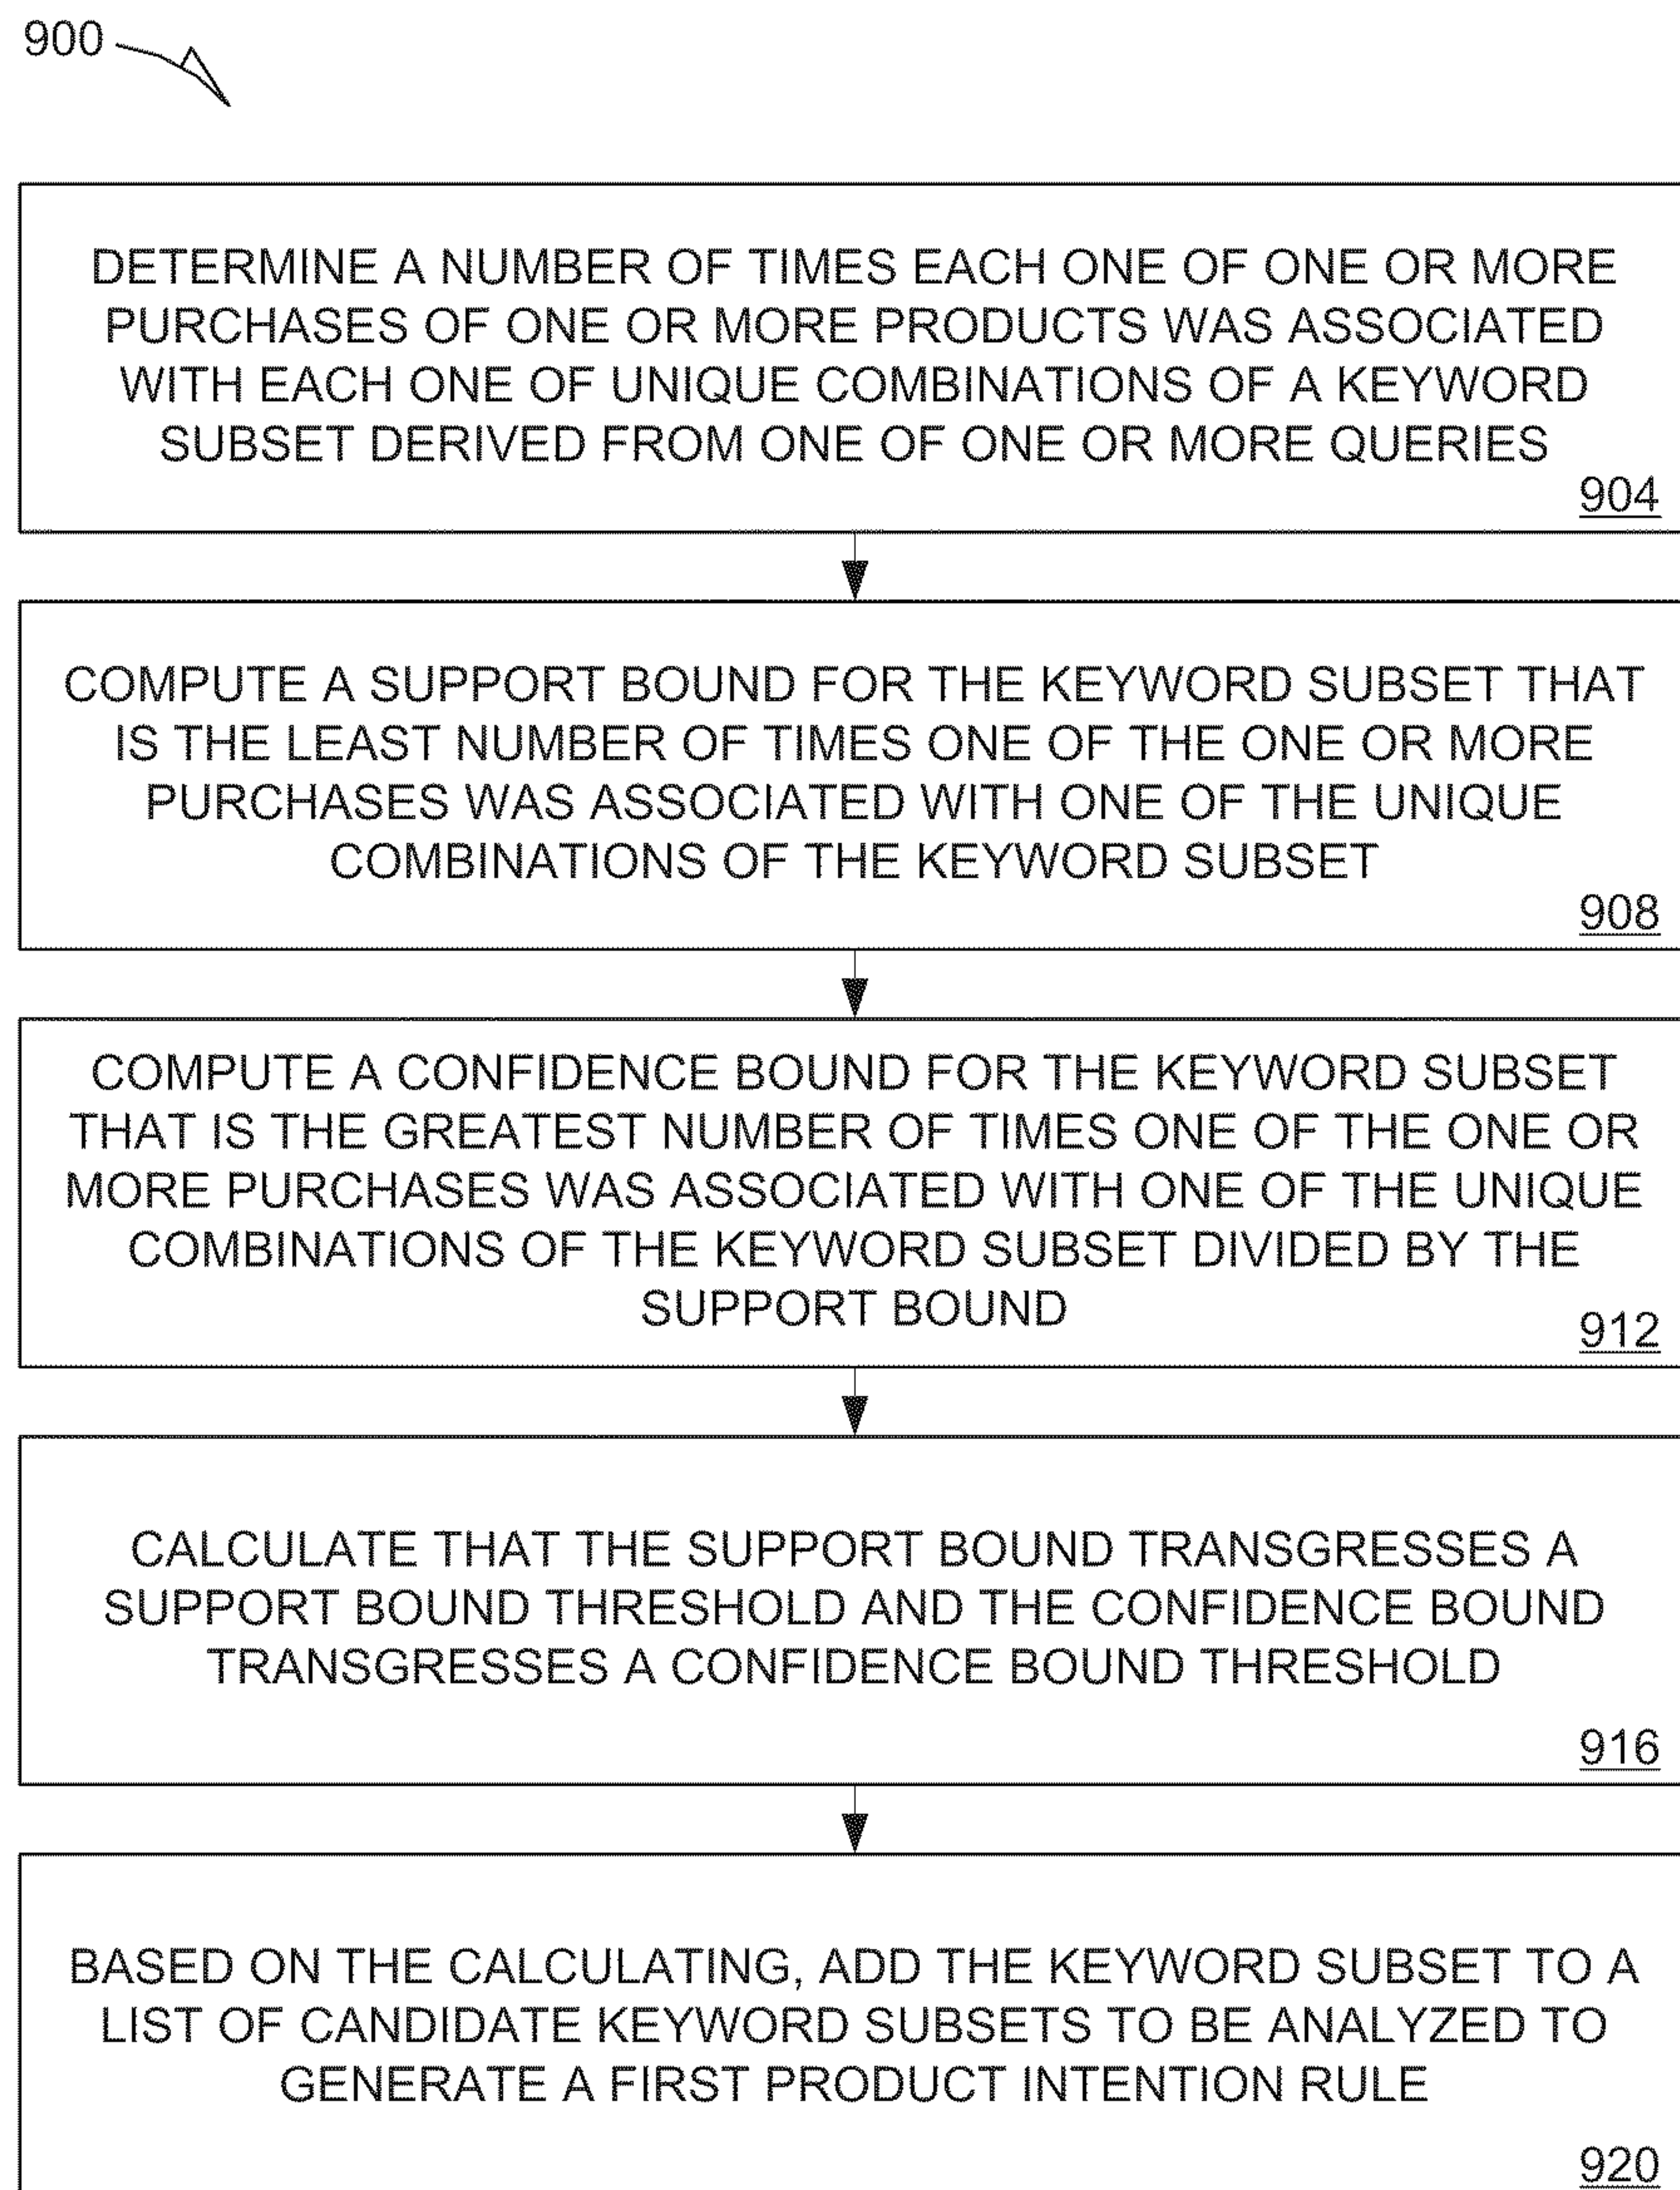 900
DETERMINE A NUMBER OF TIMES EACH ONE OF ONE OR MORE
PURCHASES OF ONE OR MORE PRODUCTS WAS ASSOCIATED
WITH EACH ONE OF UNIQUE COMBINATIONS OF A KEYWORD
SUBSET DERIVED FROM ONE OF ONE OR MORE QUERIES
904
COMPUTE A SUPPORT BOUND FOR THE KEYWORD SUBSET THAT
IS THE LEAST NUMBER OF TIMES ONE OF THE ONE OR MORE
PURCHASES WAS ASSOCIATED WITH ONE OF THE UNIQUE
COMBINATIONS OF THE KEYWORD SUBSET
908
COMPUTE A CONFIDENCE BOUND FOR THE KEYWORD SUBSET
THAT IS THE GREATEST NUMBER OF TIMES ONE OF THE ONE OR
MORE PURCHASES WAS ASSOCIATED WITH ONE OF THE UNIQUE
COMBINATIONS OF THE KEYWORD SUBSET DIVIDED BY THE
SUPPORT BOUND
912
CALCULATE THAT THE SUPPORT BOUND TRANSGRESSES A
SUPPORT BOUND THRESHOLD AND THE CONFIDENCE BOUND
TRANSGRESSES A CONFIDENCE BOUND THRESHOLD
916
BASED ON THE CALCULATING, ADD THE KEYWORD SUBSET TO A
LIST OF CANDIDATE KEYWORD SUBSETS TO BE ANALYZED TO
GENERATE A FIRST PRODUCT INTENTION RULE
920